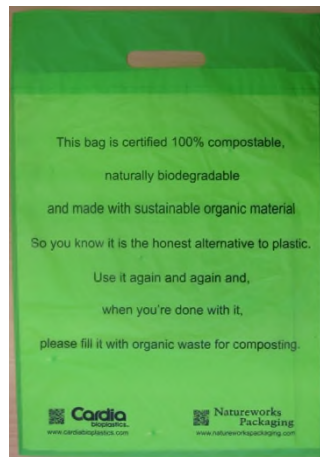 This bag is certified 100% compostable,
naturally biodegradable
and made with sustainable organic material
So you know it is the honest alternative to plastic.
Use it again and again and,
when you're done with it,
please fill it with organic waste for composting.
Cardia
bioplastics
www.cardiabioplastics.com
Natureworks
Packaging
www.natureworkspackaging.com